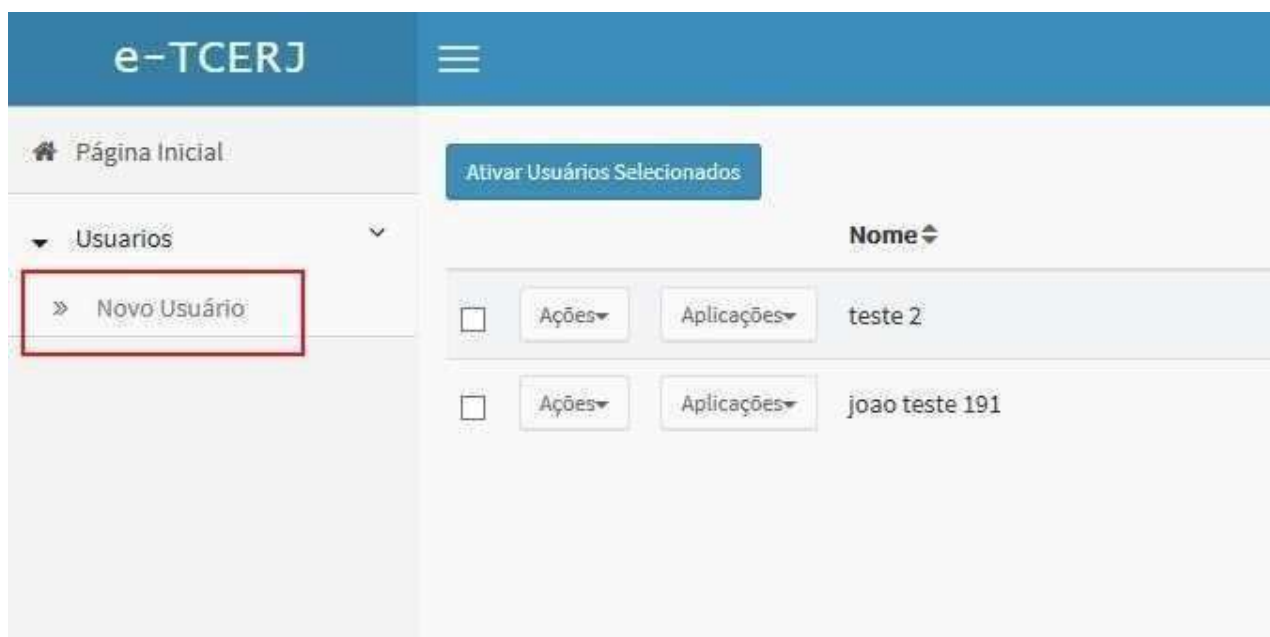 e-TCERJ
Página Inicial
Usuarios
Novo Usuário
Ativar Usuários Selecionados
Nome
Ações Aplicações teste 2
Ações Aplicações joao teste 191